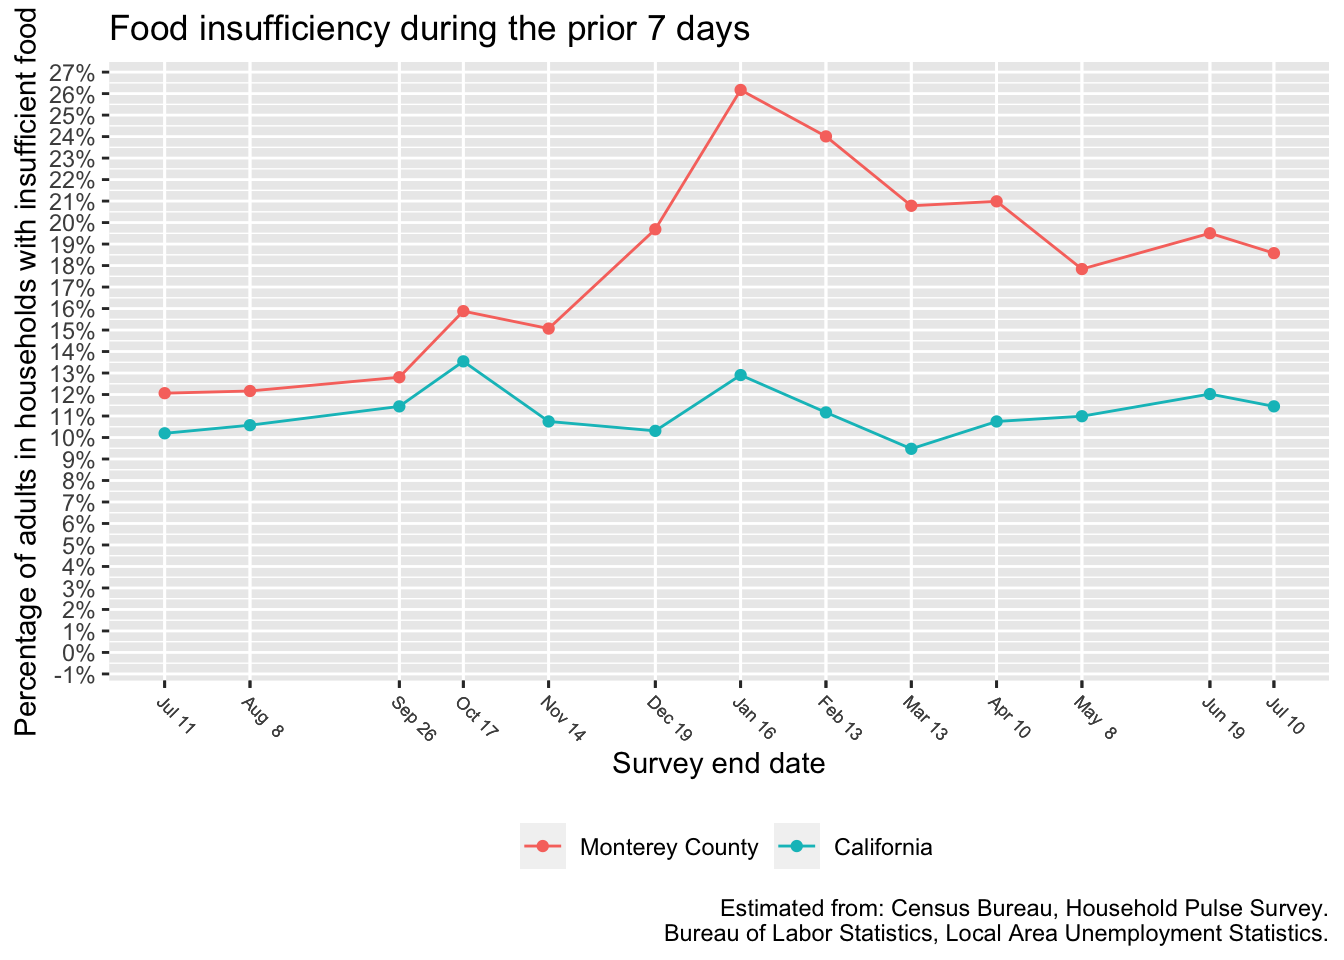 Food insufficiency during the prior 7 days
Percentage of adults in households with insufficient food
27%
26%
25%
24%
23%
22%
21%
20%
19%
18%
17%
16%
15%
14%
13%
12%
11%
10%
9%
8%
7%
6%
5%
4%
3%
2%
1%
0%
-1%
Jul 11
Aug 8
Sep 26
Oct 17
Nov 14
Dec 19
Jan 16
Feb 13
Mar 13
Apr 10
May 8
Jun 19
Jul 10
Survey end date
Monterey County
California
Estimated from: Census Bureau, Household Pulse Survey.
Bureau of Labor Statistics, Local Area Unemployment Statistics.